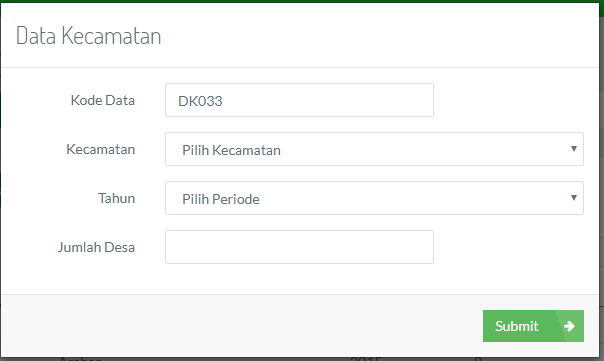 Data Kecamatan
Kode Data DK033
Kecamatan Pilih Kecamatan
Tahun Pilih Periode
Jumlah Desa
Submit